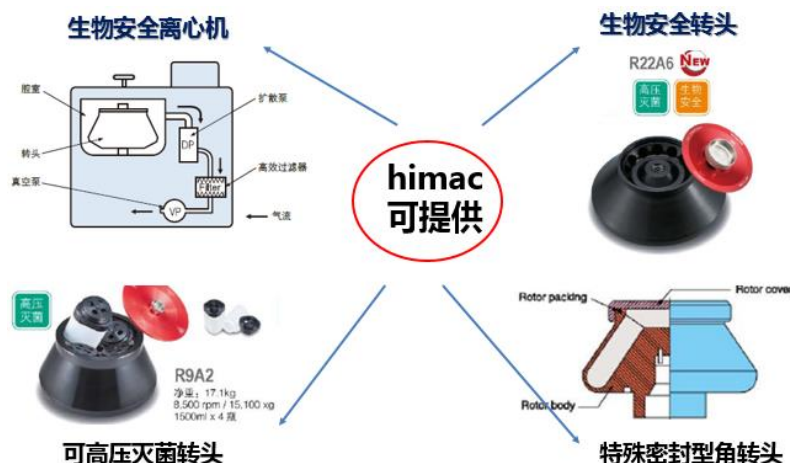 生物安全离心机
腔室
转头
真空泵
扩散泵
DP
高效过滤器
Filter
VP
气流
生物安全转头
R22A6 NEW
高压
灭菌
生物
安全
himac
可提供
高压
灭菌
R9A2
净重：17.1kg
8,500 rpm / 15,100 xg
1500ml x 4 瓶
可高压灭菌转头
Rotor packing
Rotor cover
Rotor body
特殊密封型角转头